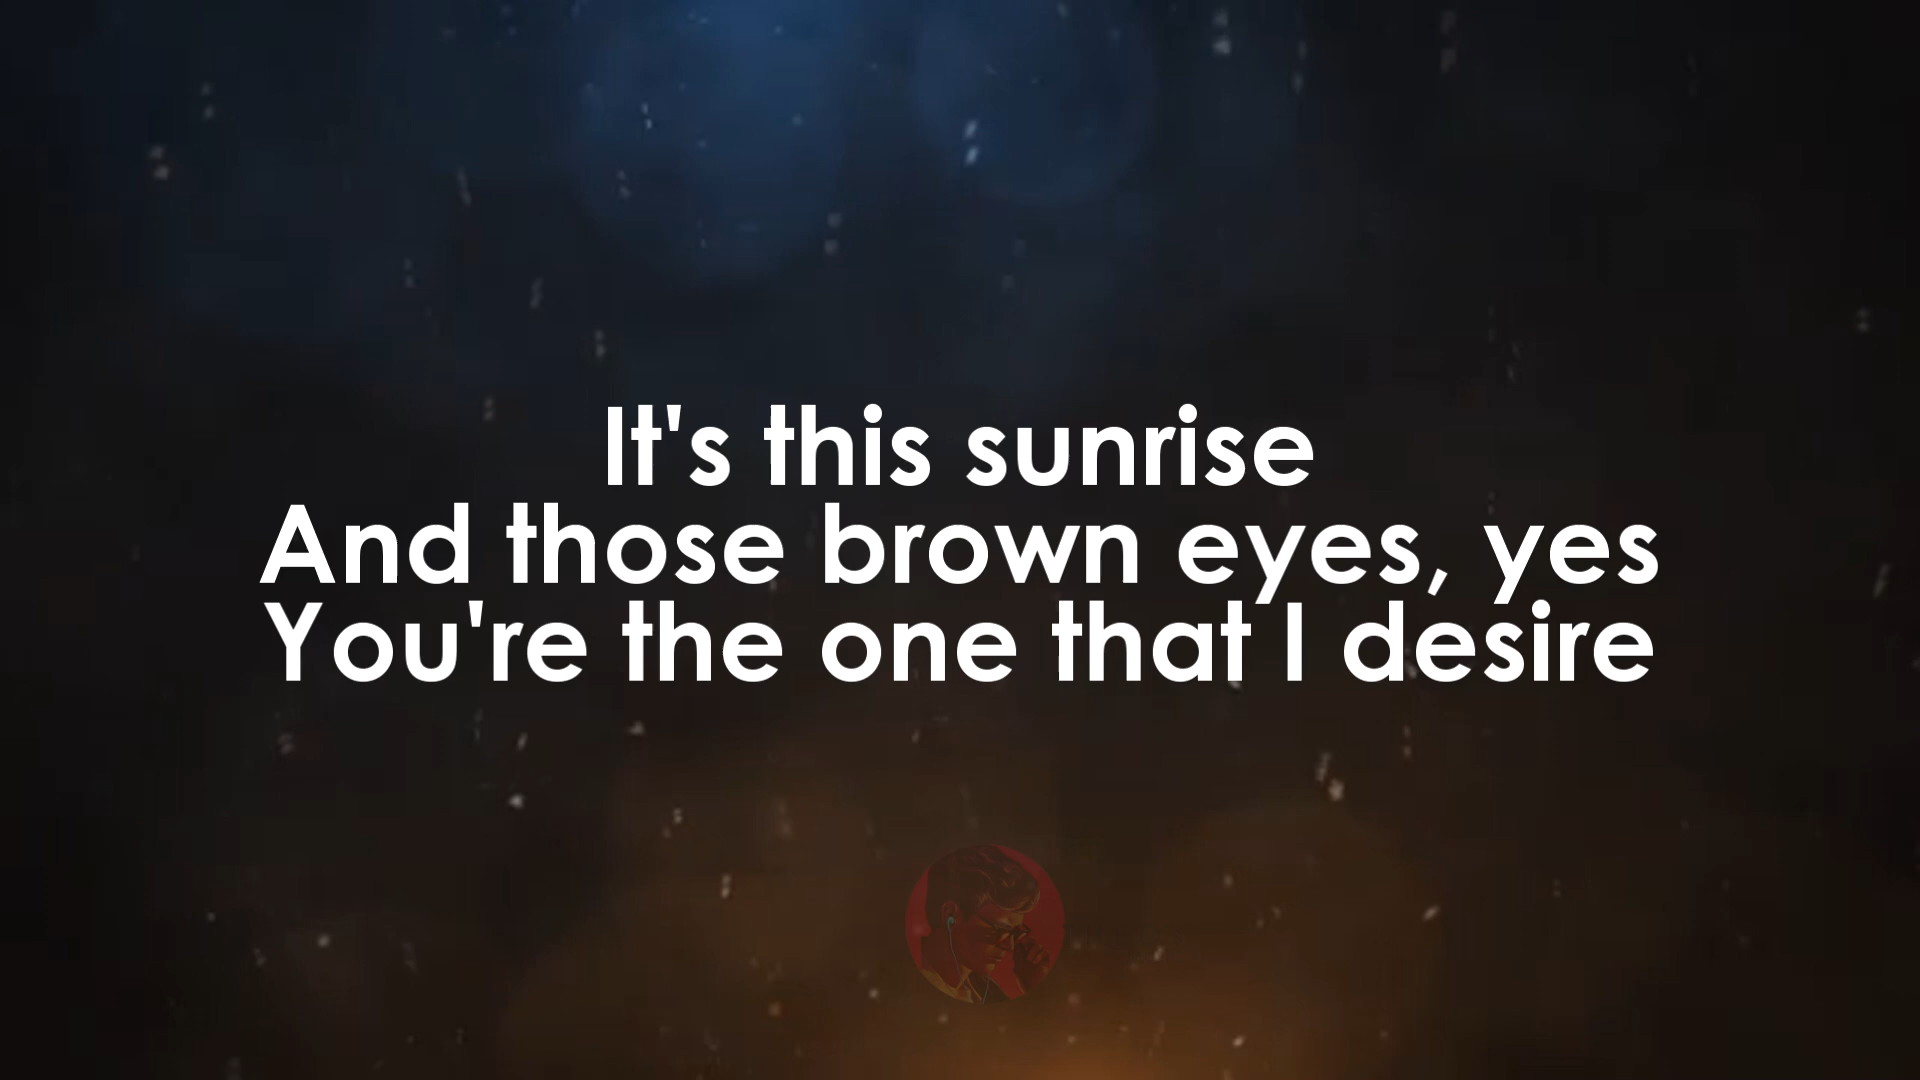 It's this sunrise
And those brown eyes, yes
You're the one that I desire